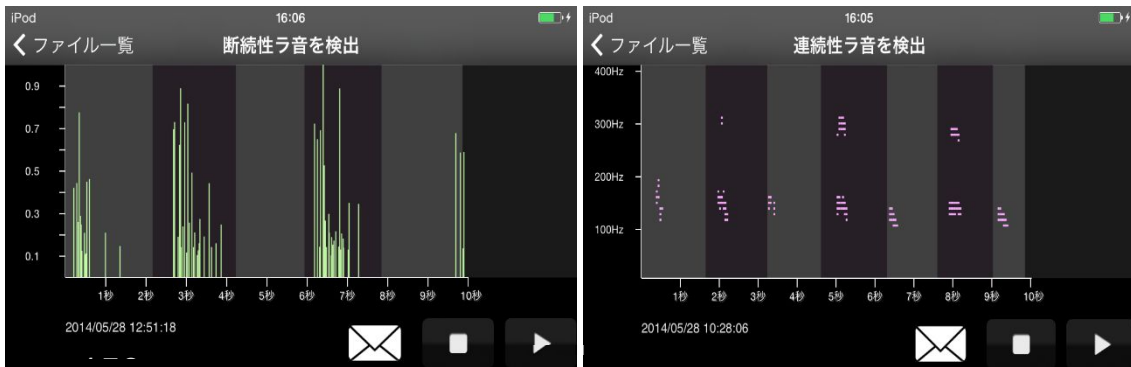 iPod
16:06
ファイル一覧
断続性ラ音を検出
0.9
0.7
0.5
0.3
0.1
1秒 2秒 3秒 4秒 5秒 6秒 7秒 8秒 9秒 10秒
2014/05/28 12:51:18
iPod
16:05
ファイル一覧
連続性ラ音を検出
400Hz
300Hz
200Hz
100Hz
1秒 2秒 3秒 4秒 5秒 6秒 7秒 8秒 9秒 10秒
2014/05/28 10:28:06